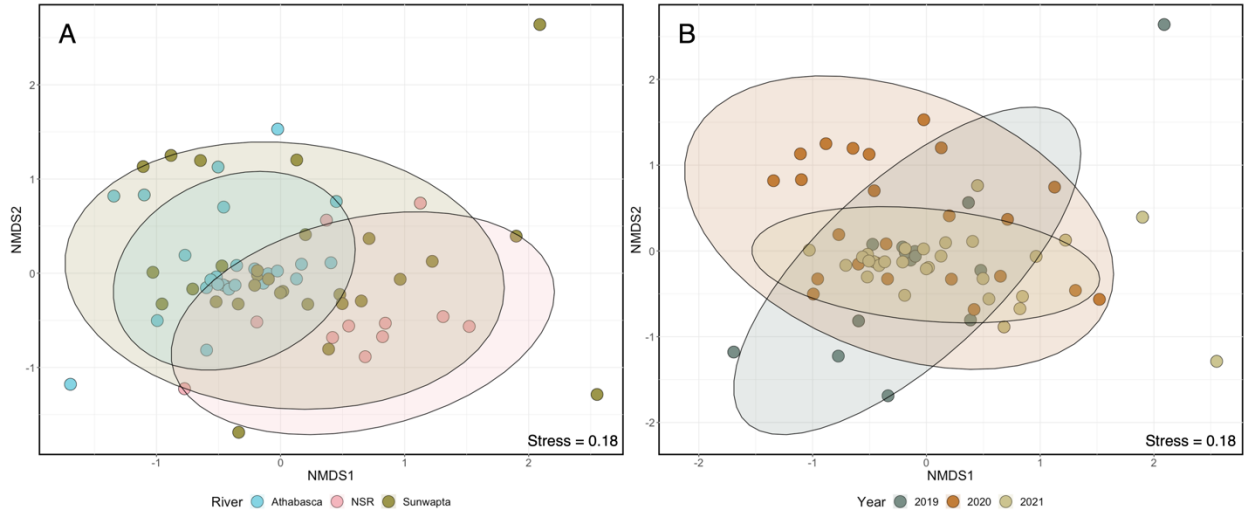 A
NMDS2
2
1
0
-1
-1
0
1
2
NMDS1
Stress = 0.18
River Athabasca NSR Sunwapta
B
NMDS2
2
1
0
-1
-2
-2
-1
0
1
2
NMDS1
Stress = 0.18
Year 2019 2020 2021